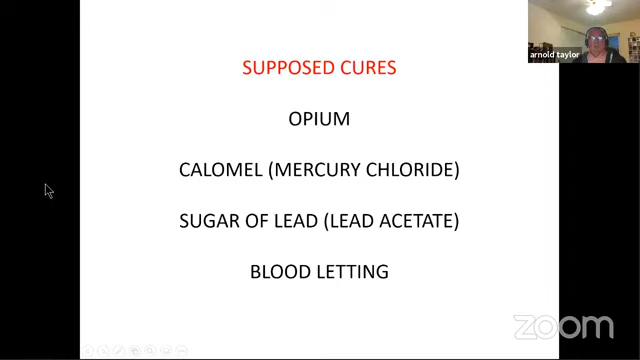 arnold taylor
SUPPOSED CURES
OPIUM
CALOMEL (MERCURY CHLORIDE)
SUGAR OF LEAD (LEAD ACETATE)
BLOOD LETTING
zoom